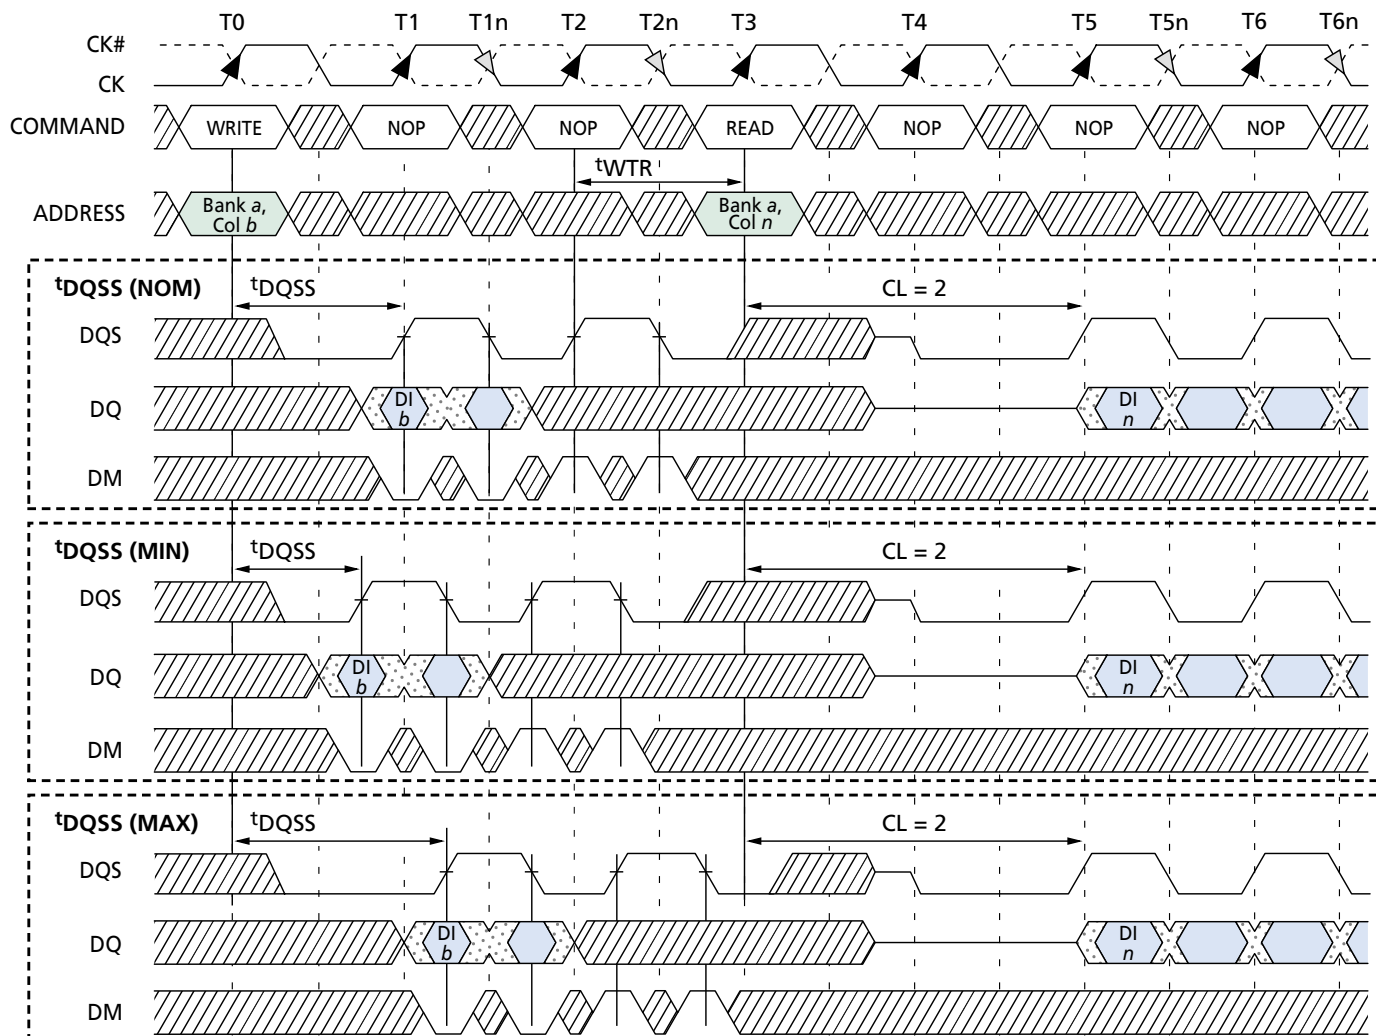 T0 T1 T1n T2 T2n T3 T4 T5 T5n T6 T6n
CK#
CK
COMMAND WRITE NOP NOP READ NOP NOP NOP
tWTR
ADDRESS Bank a, Col b Bank a, Col n
tDQSS (NOM) tDQSS CL = 2
DQS
DQ DI b DI n
DM
tDQSS (MIN) tDQSS CL = 2
DQS
DQ DI b DI n
DM
tDQSS (MAX) tDQSS CL = 2
DQS
DQ DI b DI n
DM